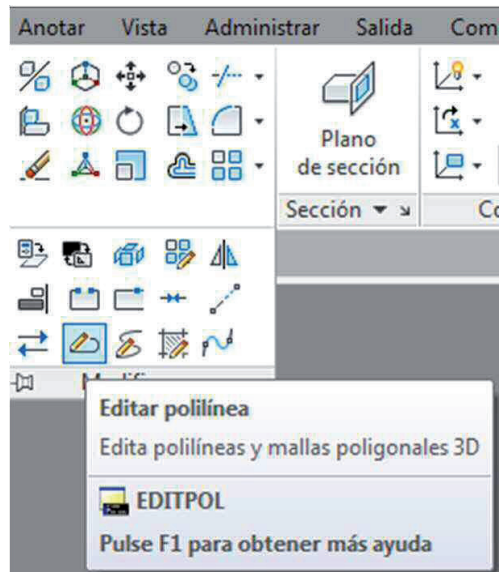 Anotar Vista Administrar Salida Com
Plano
de sección
Sección
Co
Editar polilínea
Edita polilíneas y mallas poligonales 3D
EDITPOL
Pulse F1 para obtener más ayuda